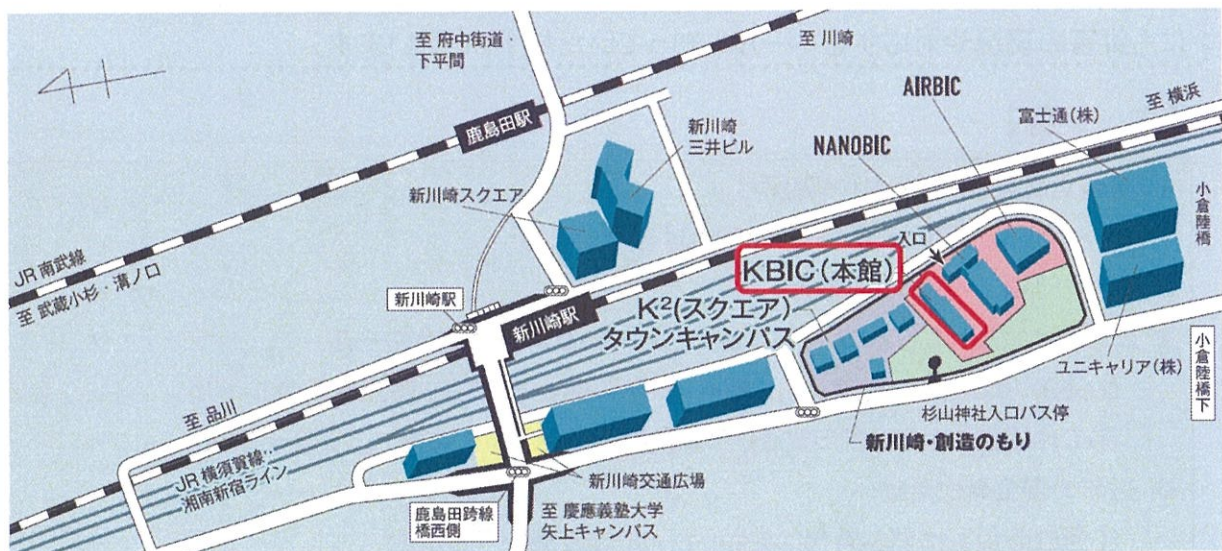 至 府中街道・
下平間
至 川崎
鹿島田駅
AIRBIC
至 横浜
新川崎
三井ビル
NANOBIC
富士通(株)
新川崎スクエア
小倉陸橋
入口
JR 南武線
至 武蔵小杉・溝ノ口
KBIC(本館)
新川崎駅
新川崎駅
K²(スクエア)
タウンキャンパス
ユニキャリア(株)
小倉陸橋下
至 品川
杉山神社入口バス停
新川崎・創造のもり
JR 横須賀線・
湘南新宿ライン
新川崎交通広場
鹿島田跨線
橋西側
至 慶應義塾大学
矢上キャンパス